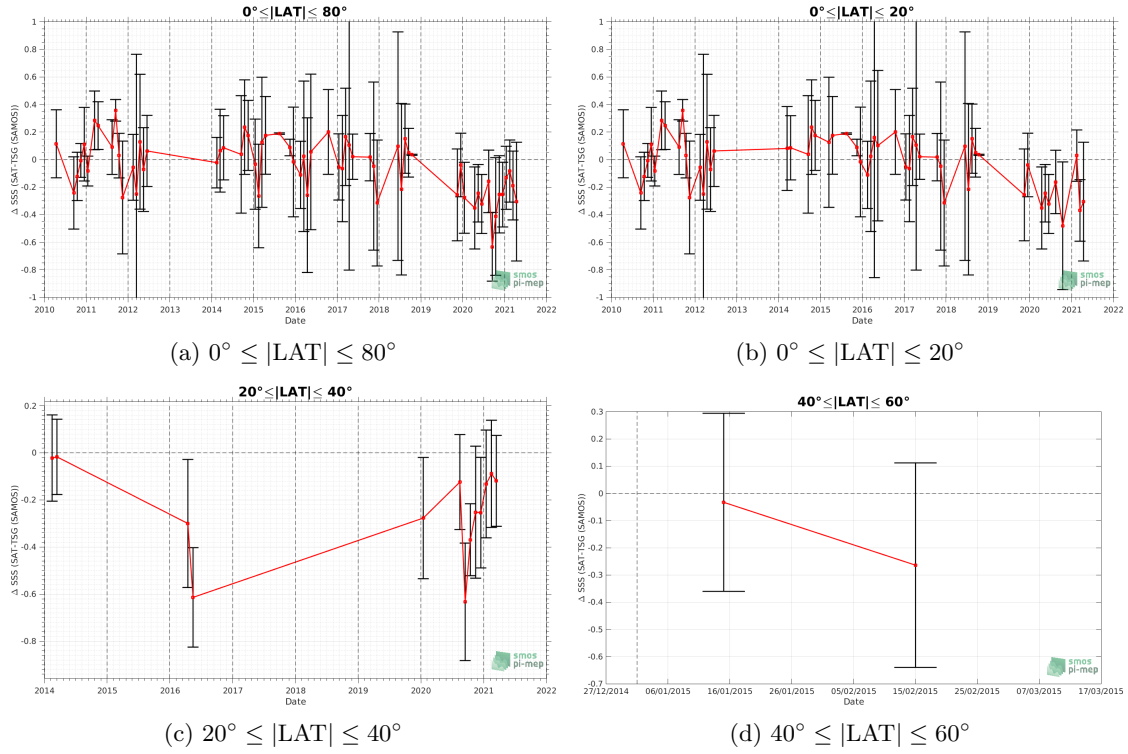 0°≤|LAT|≤ 80°
1
0.8
0.6
0.4
0.2
0
-0.2
-0.4
-0.6
-0.8
-1
Δ SSS (SAT-TSG (SAMOS))
2010 2011 2012 2013 2014 2015 2016 2017 2018 2019 2020 2021 2022
Date
smos
pi-mep
(a) 0° ≤ |LAT| ≤ 80°
0°≤|LAT|≤ 20°
1
0.8
0.6
0.4
0.2
0
-0.2
-0.4
-0.6
-0.8
-1
Δ SSS (SAT-TSG (SAMOS))
2010 2011 2012 2013 2014 2015 2016 2017 2018 2019 2020 2021 2022
Date
smos
pi-mep
(b) 0° ≤ |LAT| ≤ 20°
20°≤|LAT|≤ 40°
0.2
0
-0.2
-0.4
-0.6
-0.8
Δ SSS (SAT-TSG (SAMOS))
2014 2015 2016 2017 2018 2019 2020 2021 2022
Date
smos
pi-mep
(c) 20° ≤ |LAT| ≤ 40°
40°≤|LAT|≤ 60°
0.3
0.2
0.1
0
-0.1
-0.2
-0.3
-0.4
-0.5
-0.6
-0.7
Δ SSS (SAT-TSG (SAMOS))
27/12/2014 06/01/2015 16/01/2015 26/01/2015 05/02/2015 15/02/2015 25/02/2015 07/03/2015 17/03/2015
Date
smos
pi-mep
(d) 40° ≤ |LAT| ≤ 60°